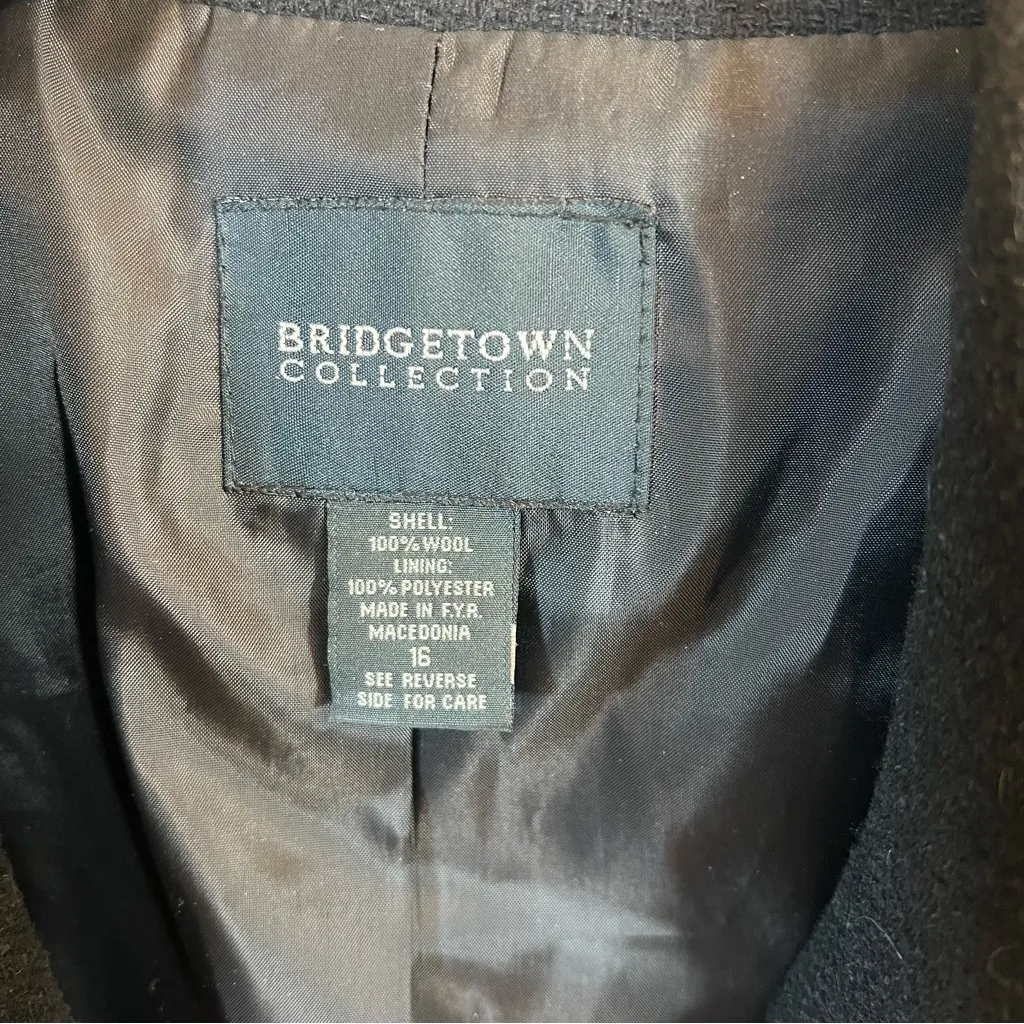 BRIDGETOWN
COLLECTION
SHELL:
100% WOOL
LINING:
100% POLYESTER
MADE IN F.Y.R.
MACEDONIA
16
SEE REVERSE
SIDE FOR CARE